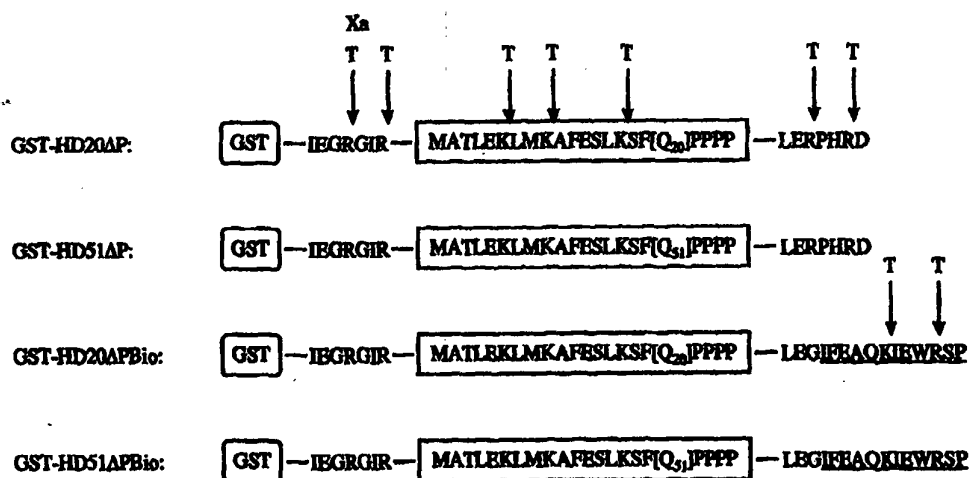 Xa
T T T T T T T
GST-HD20ΔP: GST IEGRGIR MATLEKLMKAFESLKSF[Q20]PPPP LERPHRD
GST-HD51ΔP: GST IEGRGIR MATLEKLMKAFESLKSF[Q51]PPPP LERPHRD
T T
GST-HD20ΔPBio: GST IEGRGIR MATLEKLMKAFESLKSF[Q20]PPPP LEGIFEAQKIEWRSP
GST-HD51ΔPBio: GST IEGRGIR MATLEKLMKAFESLKSF[Q51]PPPP LEGIFEAQKIEWRSP